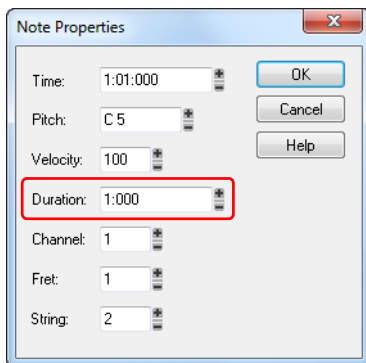 Note Properties
Time: 1:01:000 OK
Pitch: C 5 Cancel
Velocity: 100 Help
Duration: 1:000
Channel: 1
Fret: 1
String: 2